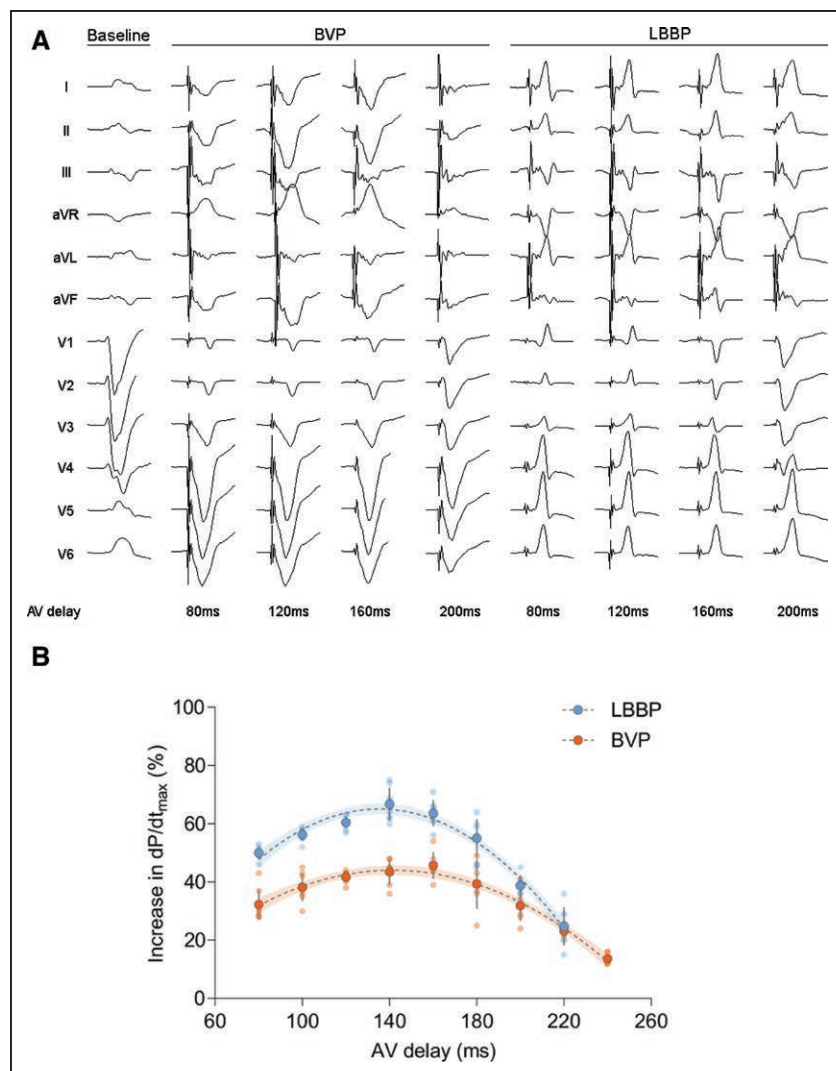 A
Baseline BVP LBBP
I
II
III
aVR
aVL
aVF
V1
V2
V3
V4
V5
V6
AV delay 80ms 120ms 160ms 200ms 80ms 120ms 160ms 200ms
B
LBBP
BVP
Increase in dP/dtmax (%)
100
80
60
40
20
0
60 100 140 180 220 260
AV delay (ms)